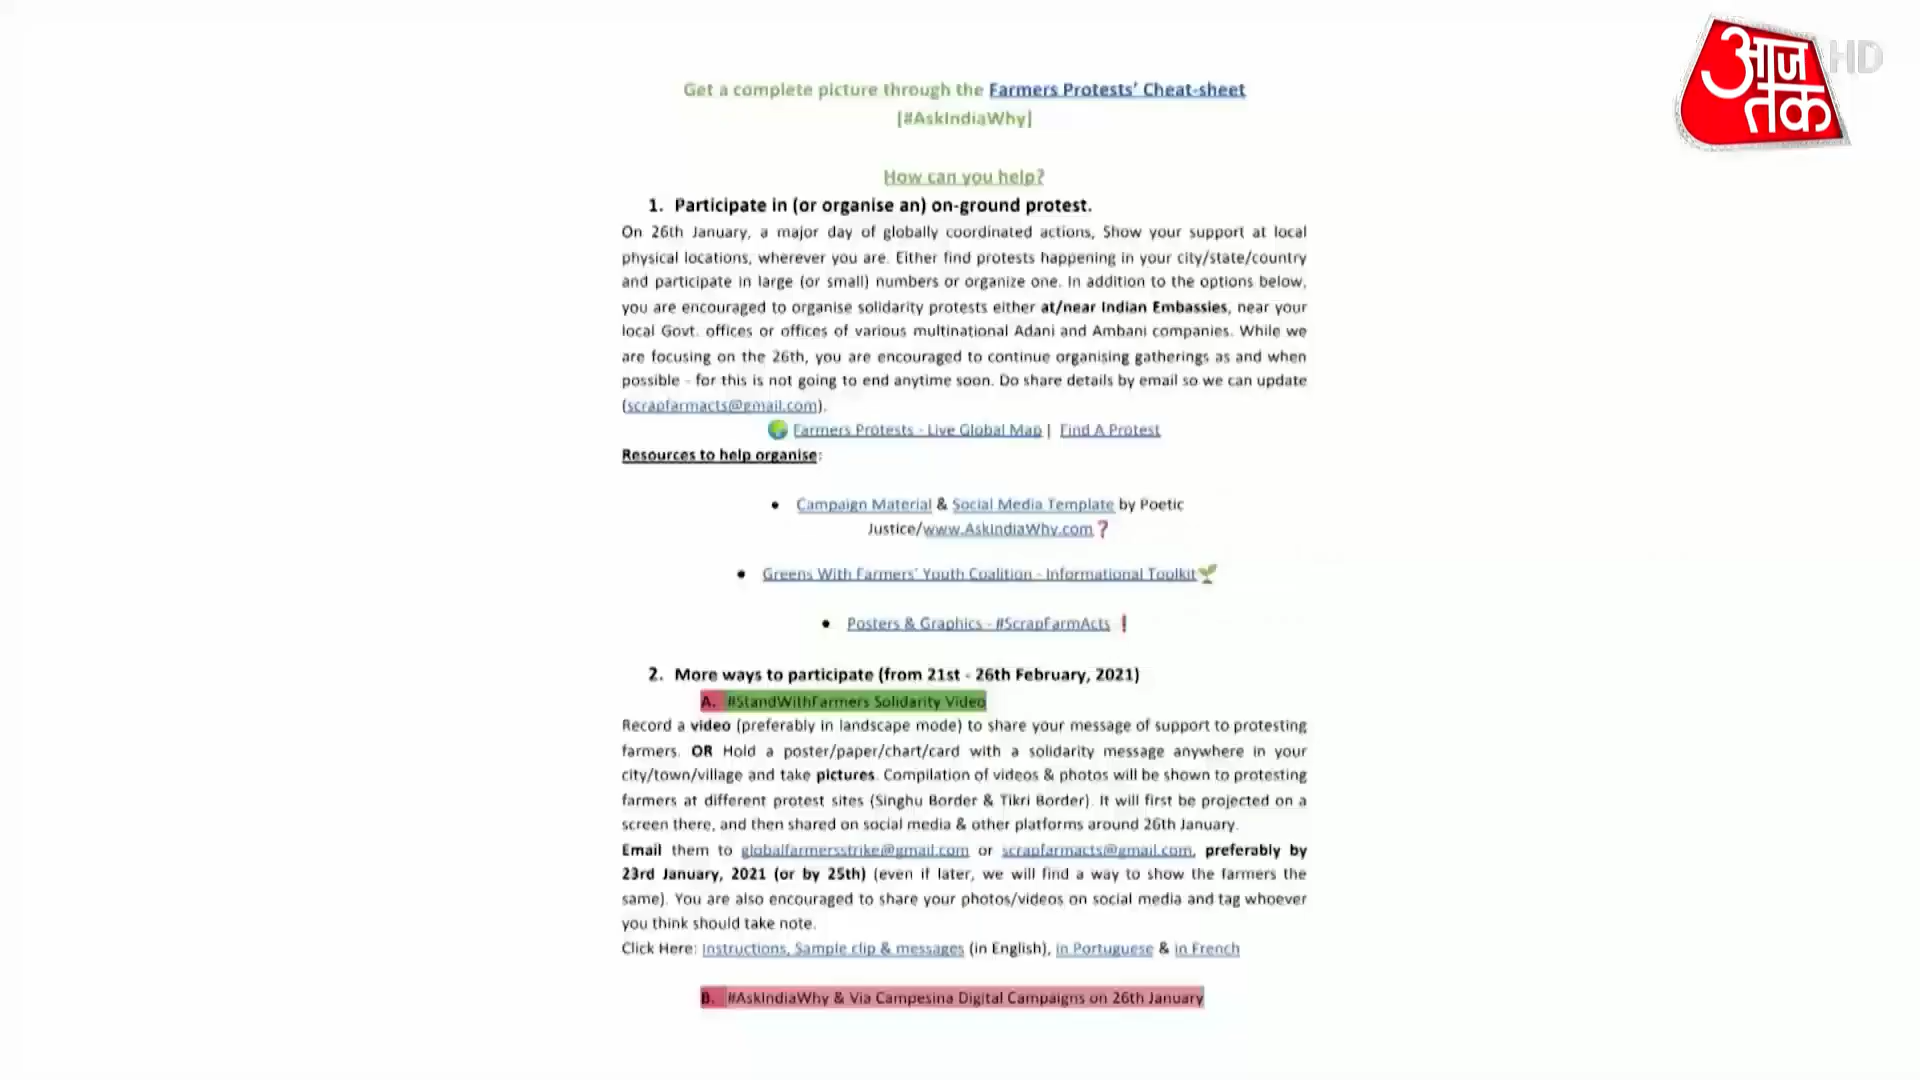 आज तक HD
Get a complete picture through the Farmers Protests' Cheat-sheet
[#AskIndiaWhy]
How can you help?
1. Participate in (or organise an) on-ground protest.
On 26th January, a major day of globally coordinated actions, Show your support at local
physical locations, wherever you are. Either find protests happening in your city/state/country
and participate in large (or small) numbers or organize one. In addition to the options below,
you are encouraged to organise solidarity protests either at/near Indian Embassies, near your
local Govt. offices or offices of various multinational Adani and Ambani companies. While we
are focusing on the 26th, you are encouraged to continue organising gatherings as and when
possible - for this is not going to end anytime soon. Do share details by email so we can update
(scrapfarmacts@gmail.com).
Farmers Protests - Live Global Map | Find A Protest
Resources to help organise:
• Campaign Material & Social Media Template by Poetic
Justice/www.AskIndiaWhy.com❓
• Greens With Farmers' Youth Coalition - Informational Toolkit
• Posters & Graphics - #ScrapFarmActs ❗
2. More ways to participate (from 21st - 26th February, 2021)
A. #StandWithFarmers Solidarity Video
Record a video (preferably in landscape mode) to share your message of support to protesting
farmers. OR Hold a poster/paper/chart/card with a solidarity message anywhere in your
city/town/village and take pictures. Compilation of videos & photos will be shown to protesting
farmers at different protest sites (Singhu Border & Tikri Border). It will first be projected on a
screen there, and then shared on social media & other platforms around 26th January.
Email them to globalfarmersstrike@gmail.com or scrapfarmacts@gmail.com, preferably by
23rd January, 2021 (or by 25th) (even if later, we will find a way to show the farmers the
same). You are also encouraged to share your photos/videos on social media and tag whoever
you think should take note.
Click Here: Instructions, Sample clip & messages (in English), in Portuguese & in French
B. #AskIndiaWhy & Via Campesina Digital Campaigns on 26th January